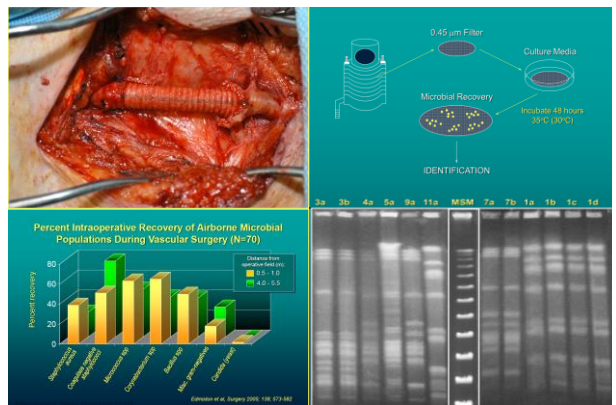 0.45 µm Filter
Culture Media
Microbial Recovery
Incubate 48 hours
35°C (30°C)
IDENTIFICATION
Percent Intraoperative Recovery of Airborne Microbial
Populations During Vascular Surgery (N=70)
Distance from
operative field (m):
0.5 - 1.0
4.0 - 5.5
Percent recovery
80
60
40
20
0
Staphylococcus
aureus
Coagulase negative
staphylococci
Micrococcus spp
Corynebacterium spp
Bacillus spp
Misc. gram-negatives
Candida (yeast)
Edmiston et al, Surgery 2005; 138; 573-582
3a 3b 4a 5a 9a 11a MSM 7a 7b 1a 1b 1c 1d